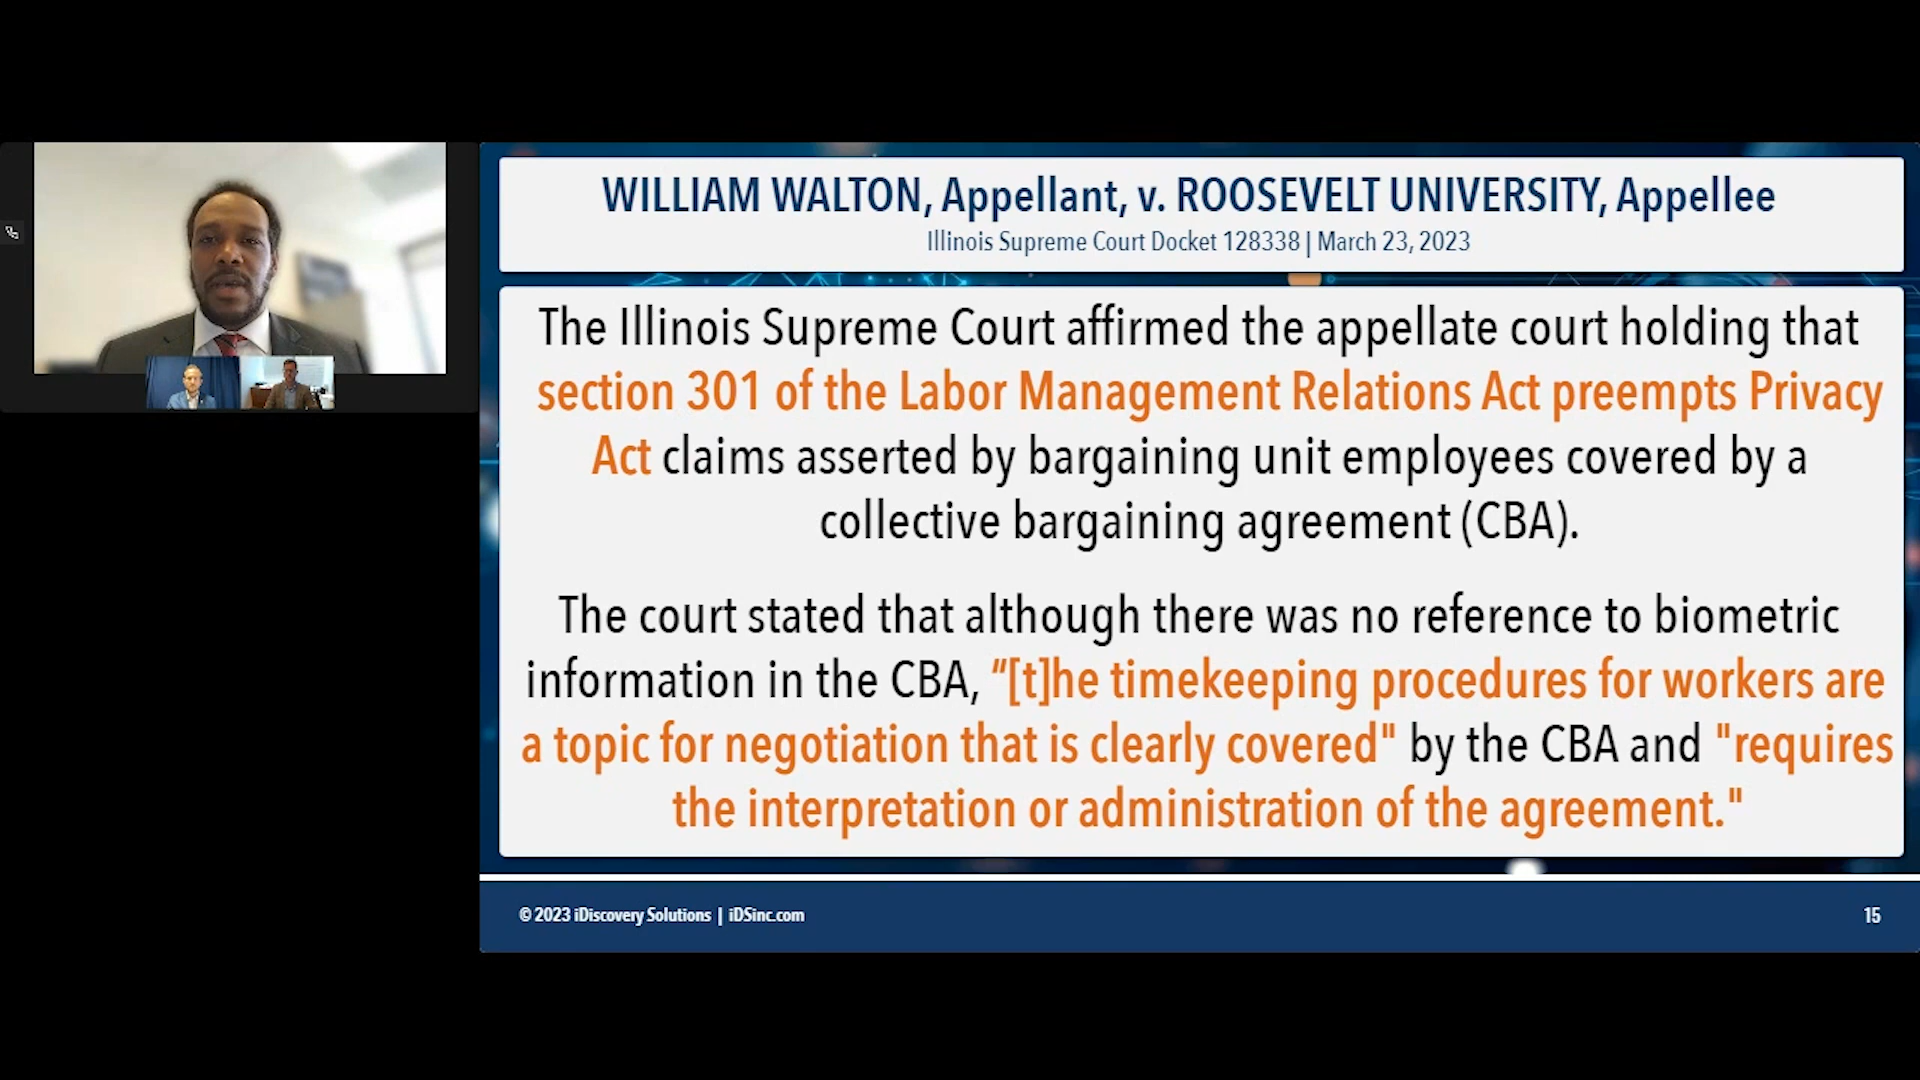 WILLIAM WALTON, Appellant, v. ROOSEVELT UNIVERSITY, Appellee
Illinois Supreme Court Docket 128338 | March 23, 2023
The Illinois Supreme Court affirmed the appellate court holding that
section 301 of the Labor Management Relations Act preempts Privacy
Act claims asserted by bargaining unit employees covered by a
collective bargaining agreement (CBA).
The court stated that although there was no reference to biometric
information in the CBA, “[t]he timekeeping procedures for workers are
a topic for negotiation that is clearly covered" by the CBA and "requires
the interpretation or administration of the agreement."
© 2023 iDiscovery Solutions | iDSinc.com
15